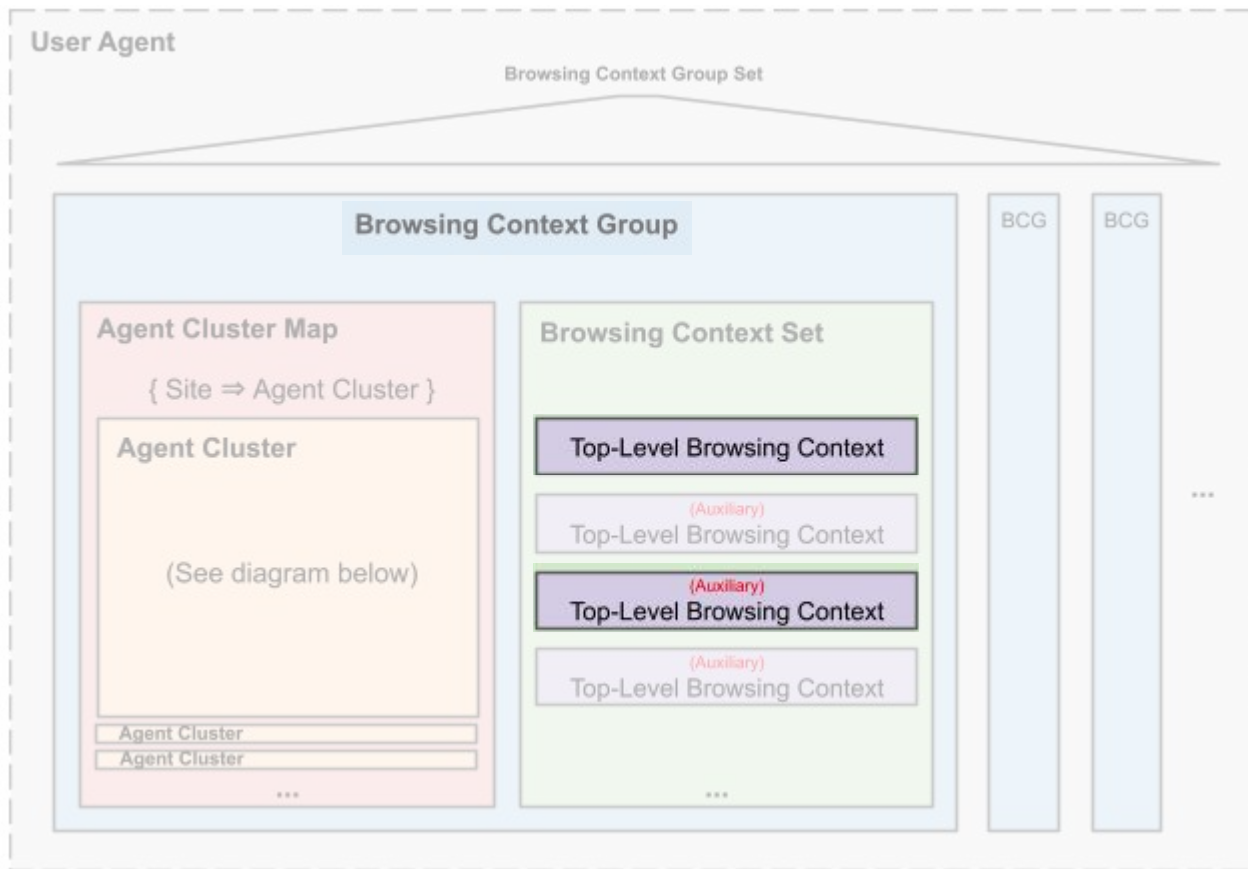 User Agent
Browsing Context Group Set
Browsing Context Group
BCG
BCG
Agent Cluster Map
{ Site ⇒ Agent Cluster }
Agent Cluster
(See diagram below)
Agent Cluster
Agent Cluster
...
Browsing Context Set
Top-Level Browsing Context
(Auxiliary)
Top-Level Browsing Context
(Auxiliary)
Top-Level Browsing Context
(Auxiliary)
Top-Level Browsing Context
...
...